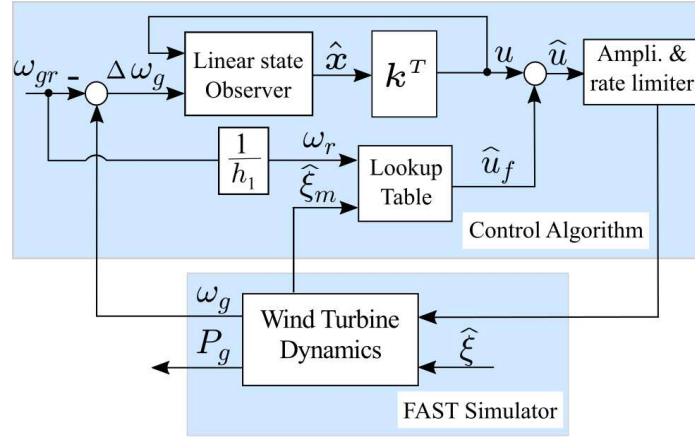 ω_gr - Δ ω_g
Linear state
Observer
x̂
k^T
u
û
Ampli. &
rate limiter
1/h_1
ω_r
ξ̂_m
Lookup
Table
û_f
Control Algorithm
ω_g
P_g
Wind Turbine
Dynamics
ξ̂
FAST Simulator